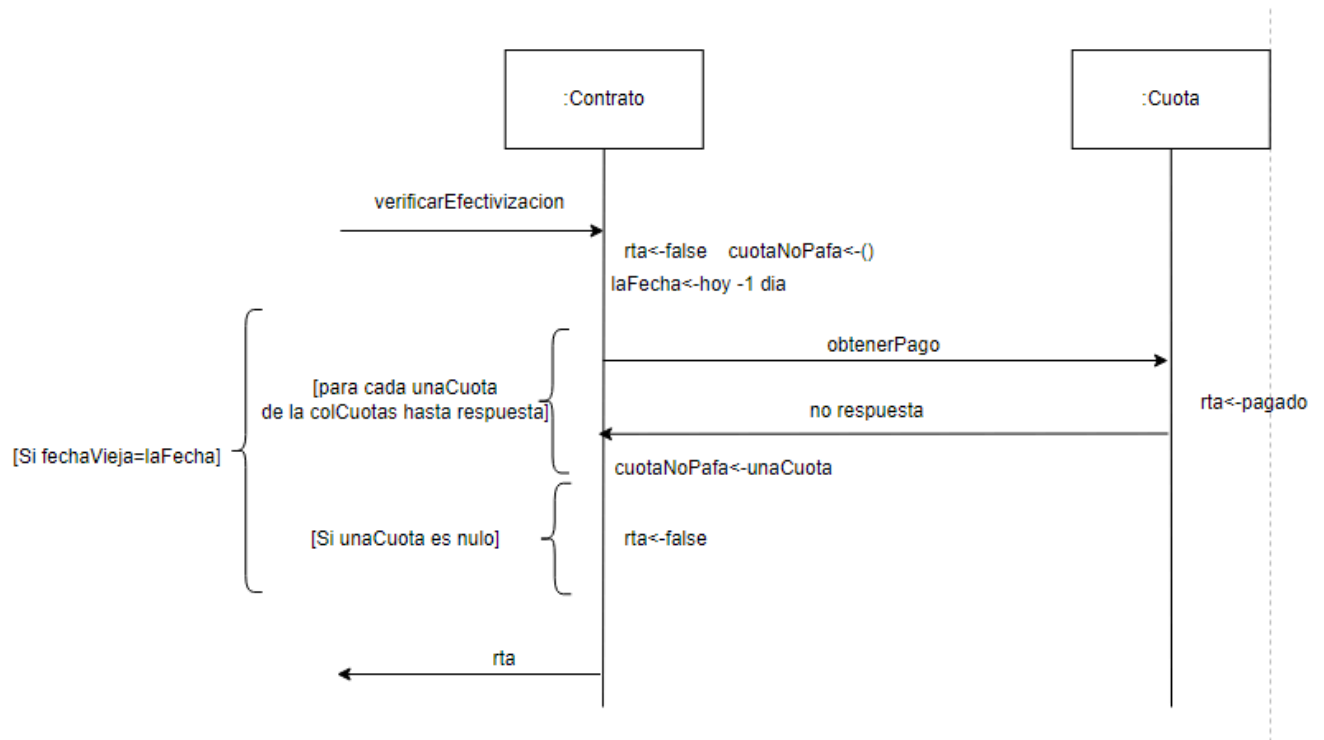 :Contrato
:Cuota
verificarEfectivizacion
rta<-false cuotaNoPafa<-()
laFecha<-hoy -1 dia
obtenerPago
[para cada unaCuota
de la colCuotas hasta respuesta]
no respuesta
rta<-pagado
[Si fechaVieja=laFecha]
cuotaNoPafa<-unaCuota
[Si unaCuota es nulo]
rta<-false
rta